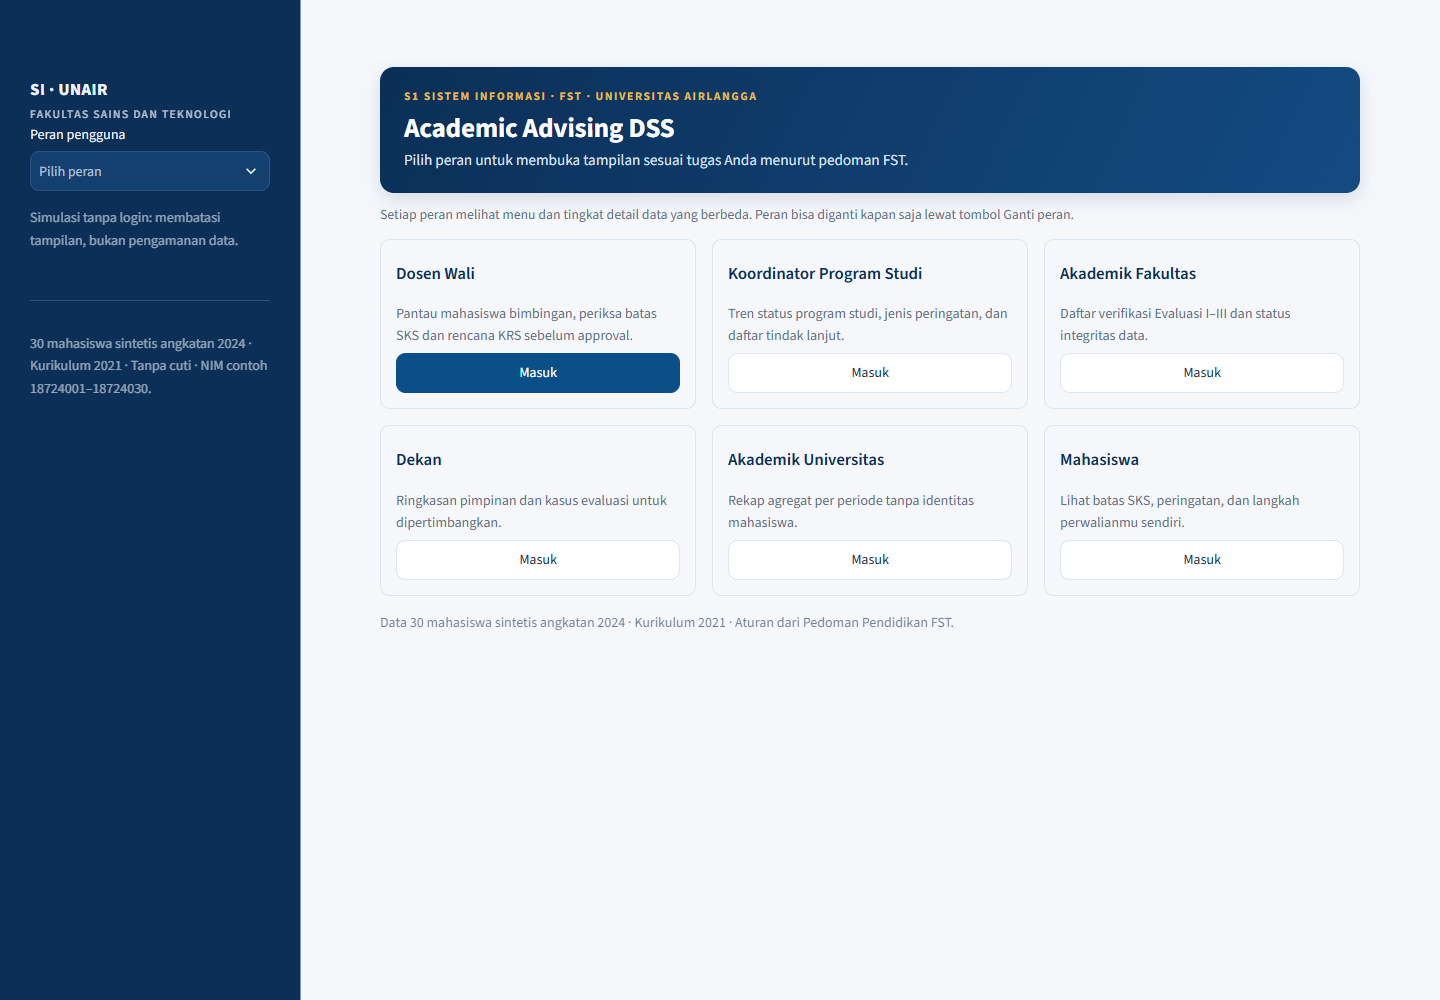 SI · UNAIR
FAKULTAS SAINS DAN TEKNOLOGI
Peran pengguna
Pilih peran
Simulasi tanpa login: membatasi
tampilan, bukan pengamanan data.
30 mahasiswa sintetis angkatan 2024 ·
Kurikulum 2021 · Tanpa cuti · NIM contoh
18724001–18724030.
S1 SISTEM INFORMASI · FST · UNIVERSITAS AIRLANGGA
Academic Advising DSS
Pilih peran untuk membuka tampilan sesuai tugas Anda menurut pedoman FST.
Setiap peran melihat menu dan tingkat detail data yang berbeda. Peran bisa diganti kapan saja lewat tombol Ganti peran.
Dosen Wali
Pantau mahasiswa bimbingan, periksa batas
SKS dan rencana KRS sebelum approval.
Masuk
Koordinator Program Studi
Tren status program studi, jenis peringatan, dan
daftar tindak lanjut.
Masuk
Akademik Fakultas
Daftar verifikasi Evaluasi I–III dan status
integritas data.
Masuk
Dekan
Ringkasan pimpinan dan kasus evaluasi untuk
dipertimbangkan.
Masuk
Akademik Universitas
Rekap agregat per periode tanpa identitas
mahasiswa.
Masuk
Mahasiswa
Lihat batas SKS, peringatan, dan langkah
perwalianmu sendiri.
Masuk
Data 30 mahasiswa sintetis angkatan 2024 · Kurikulum 2021 · Aturan dari Pedoman Pendidikan FST.